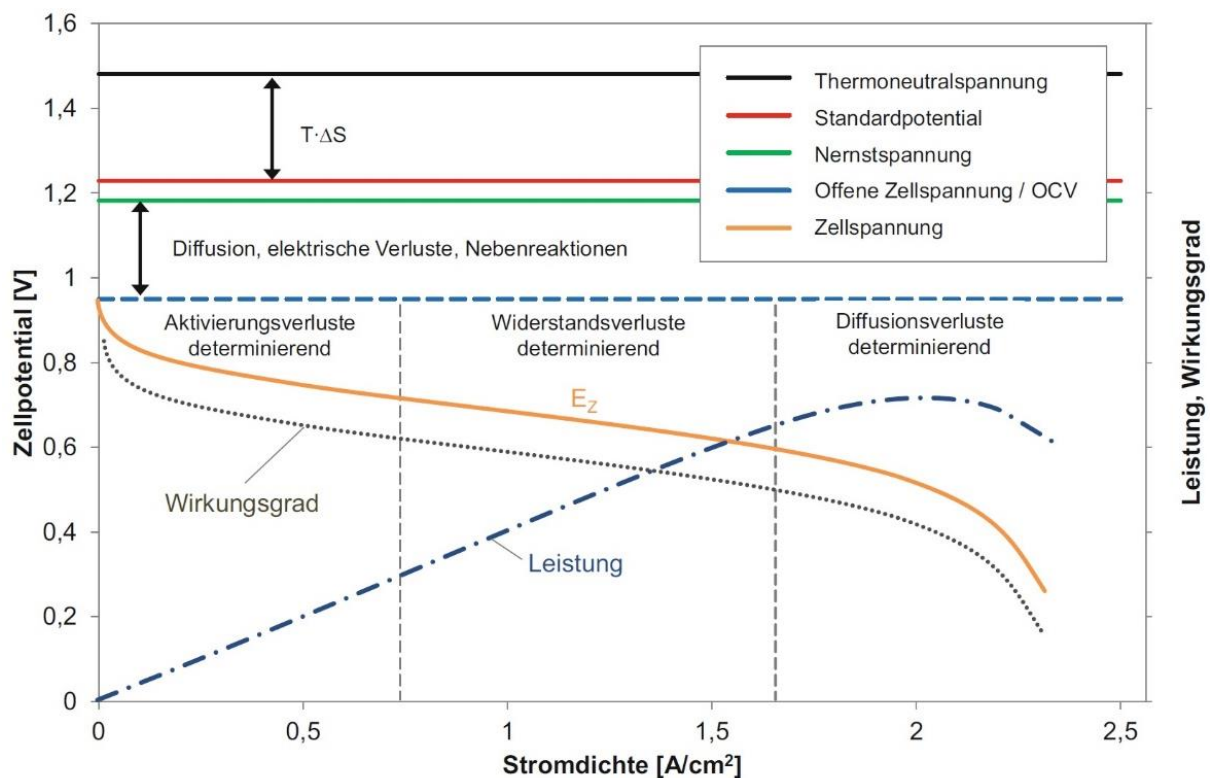 1,6
1,4
1,2
1
0,8
0,6
0,4
0,2
0
Zellpotential [V]
T·ΔS
Diffusion, elektrische Verluste, Nebenreaktionen
Thermoneutralspannung
Standardpotential
Nernstspannung
Offene Zellspannung / OCV
Zellspannung
Aktivierungsverluste
determinierend
Widerstandsverluste
determinierend
Diffusionsverluste
determinierend
E_Z
Wirkungsgrad
Leistung
Leistung, Wirkungsgrad
0
0,5
1
1,5
2
2,5
Stromdichte [A/cm²]